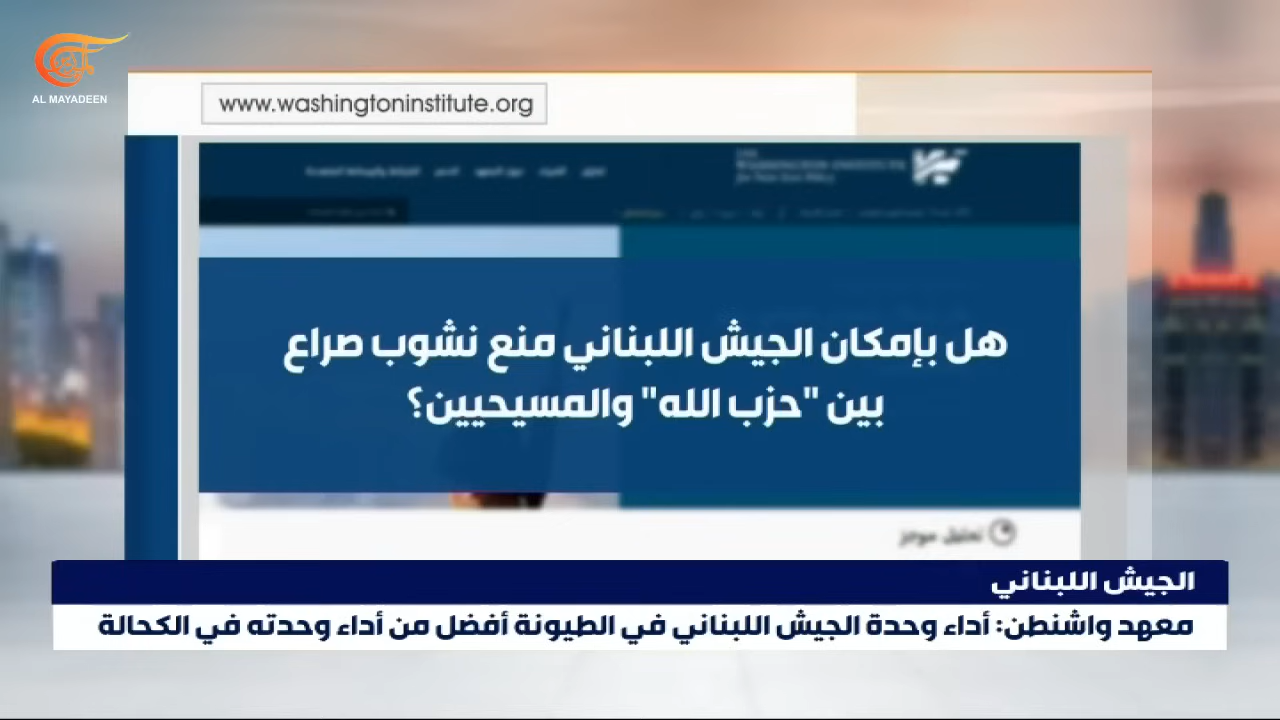 AL MAYADEEN
www.washingtoninstitute.org
هل بإمكان الجيش اللبناني منع نشوب صراع
بين "حزب الله" والمسيحيين؟
تحليل موجز
الجيش اللبناني
معهد واشنطن: أداء وحدة الجيش اللبناني في الطيونة أفضل من أداء وحدته في الكحالة